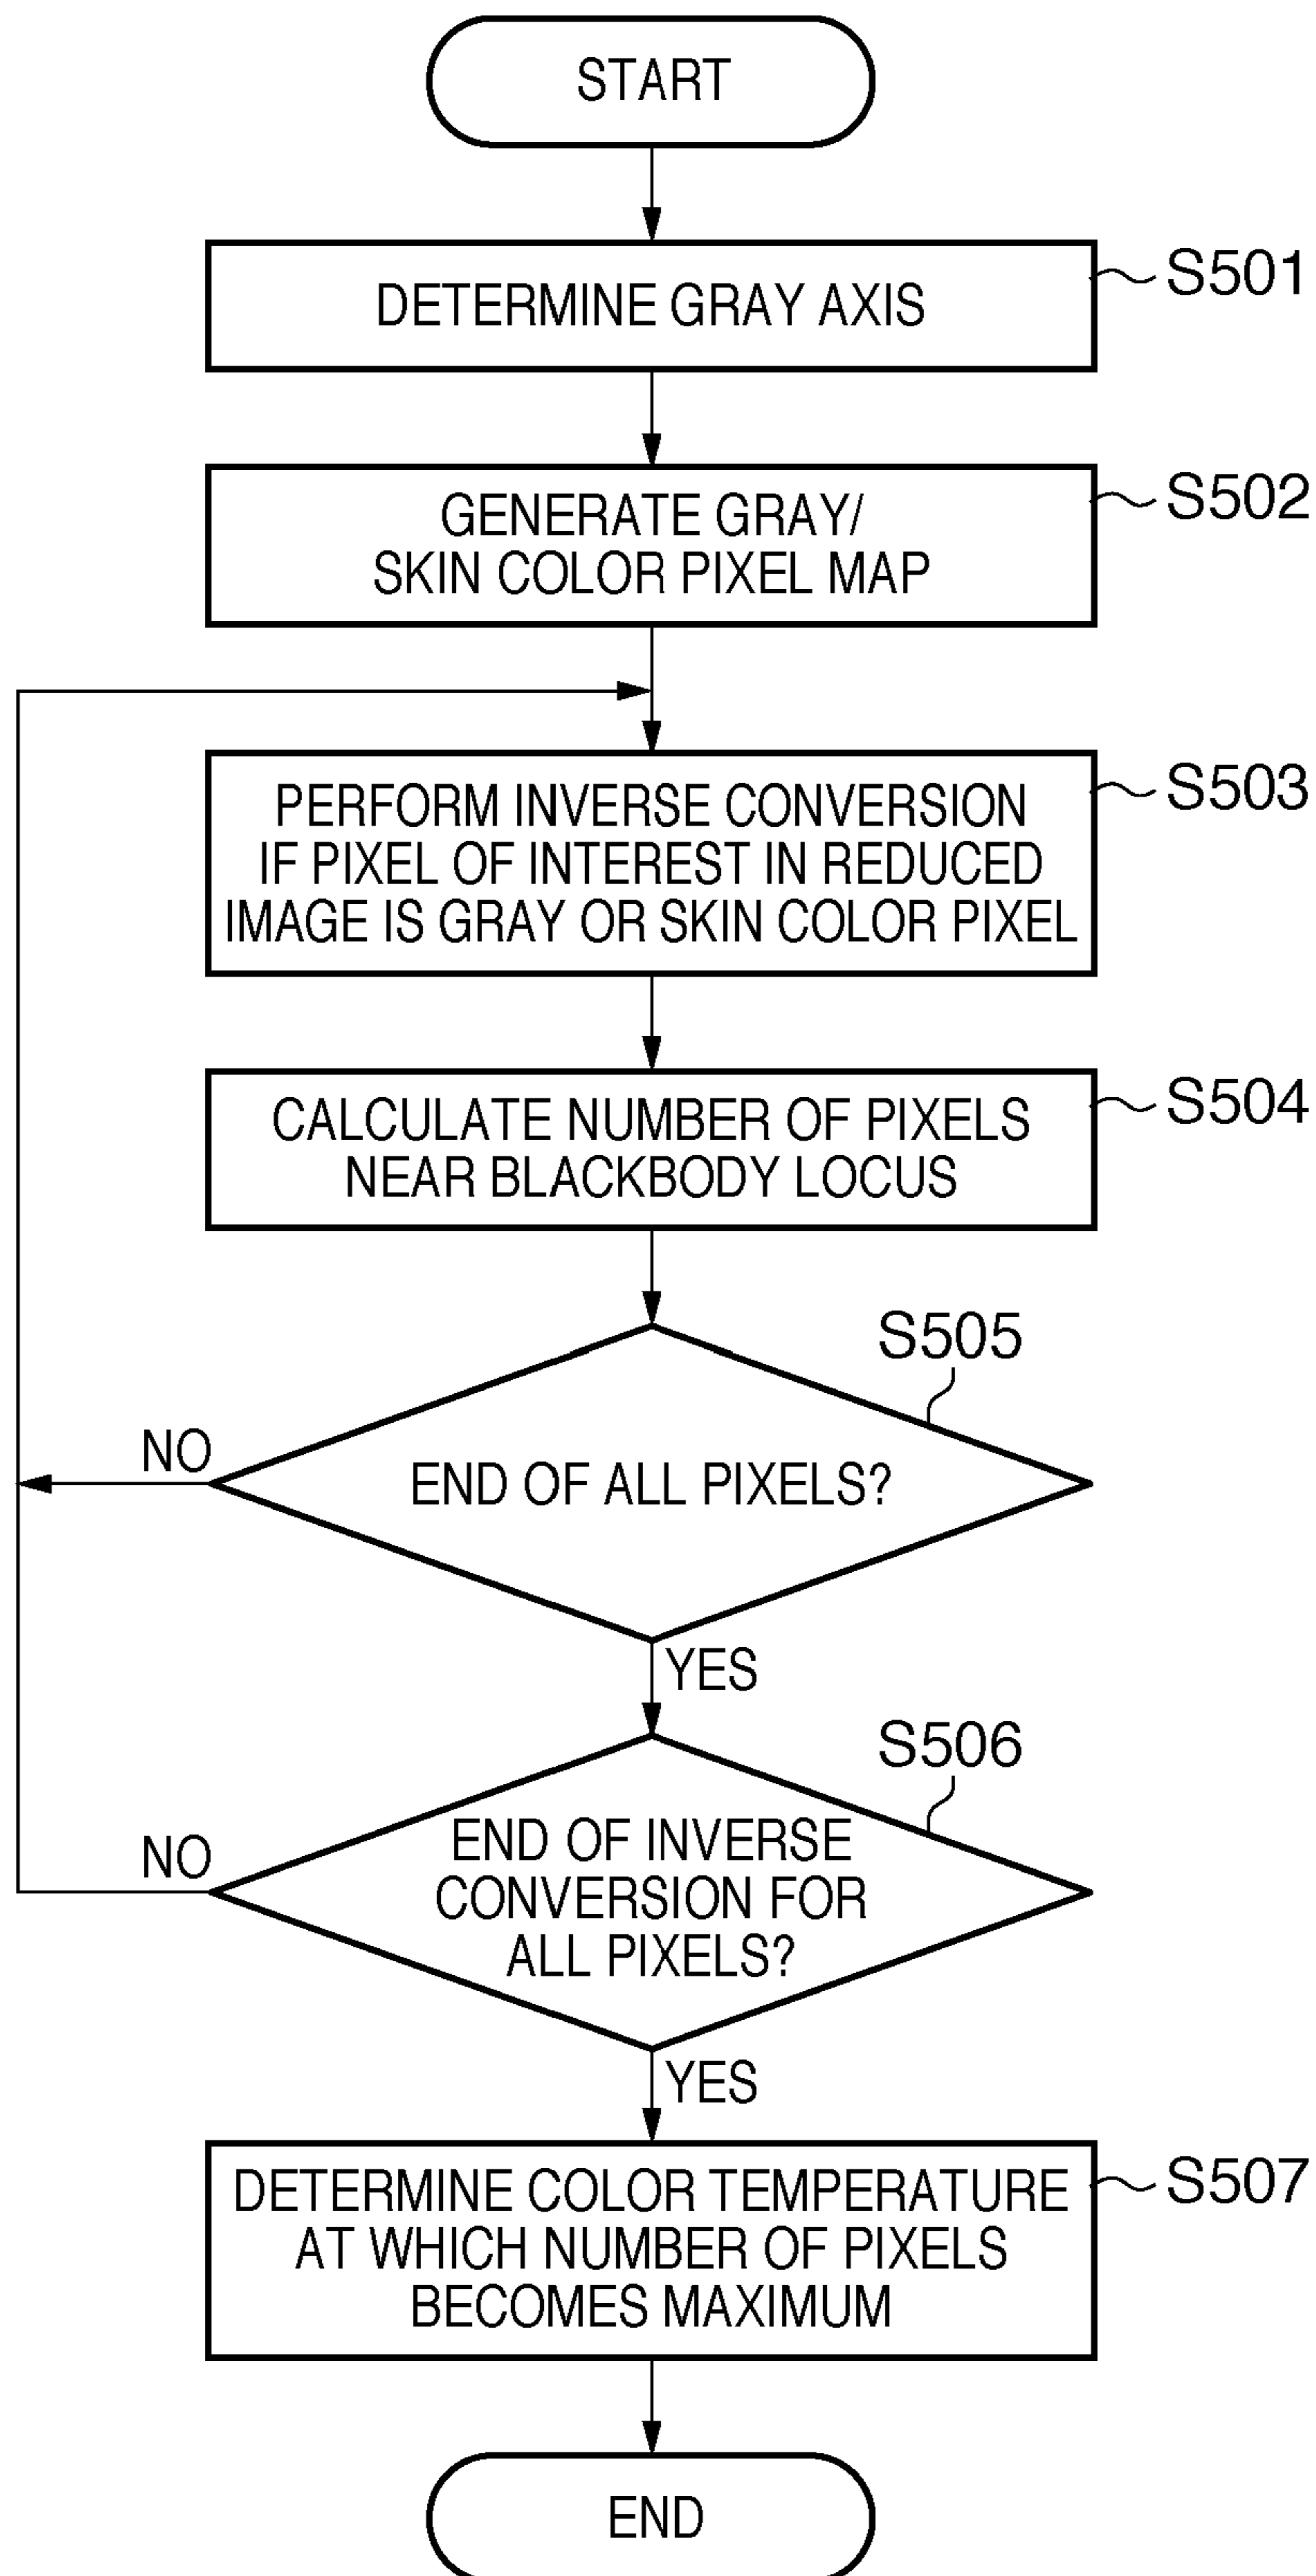 START
DETERMINE GRAY AXIS
S501
GENERATE GRAY/
SKIN COLOR PIXEL MAP
S502
PERFORM INVERSE CONVERSION
IF PIXEL OF INTEREST IN REDUCED
IMAGE IS GRAY OR SKIN COLOR PIXEL
S503
CALCULATE NUMBER OF PIXELS
NEAR BLACKBODY LOCUS
S504
S505
END OF ALL PIXELS?
NO
YES
S506
END OF INVERSE
CONVERSION FOR
ALL PIXELS?
NO
YES
DETERMINE COLOR TEMPERATURE
AT WHICH NUMBER OF PIXELS
BECOMES MAXIMUM
S507
END